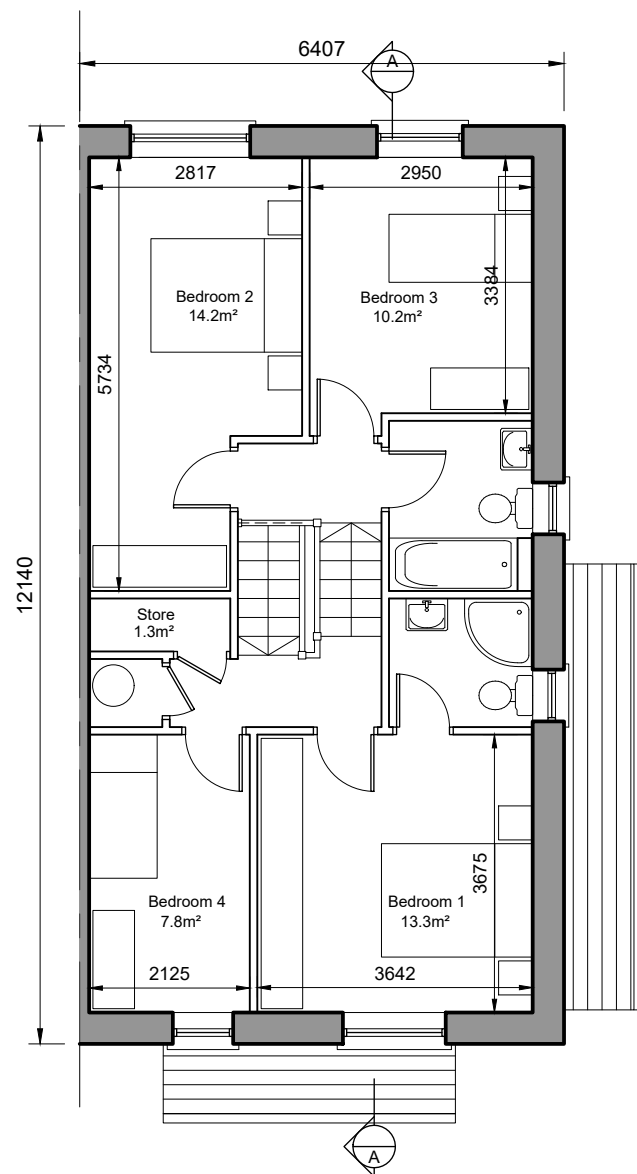 6407
A
2817
2950
Bedroom 2
14.2m²
Bedroom 3
10.2m²
3384
5734
12140
Store
1.3m²
3675
Bedroom 4
7.8m²
Bedroom 1
13.3m²
2125
3642
A